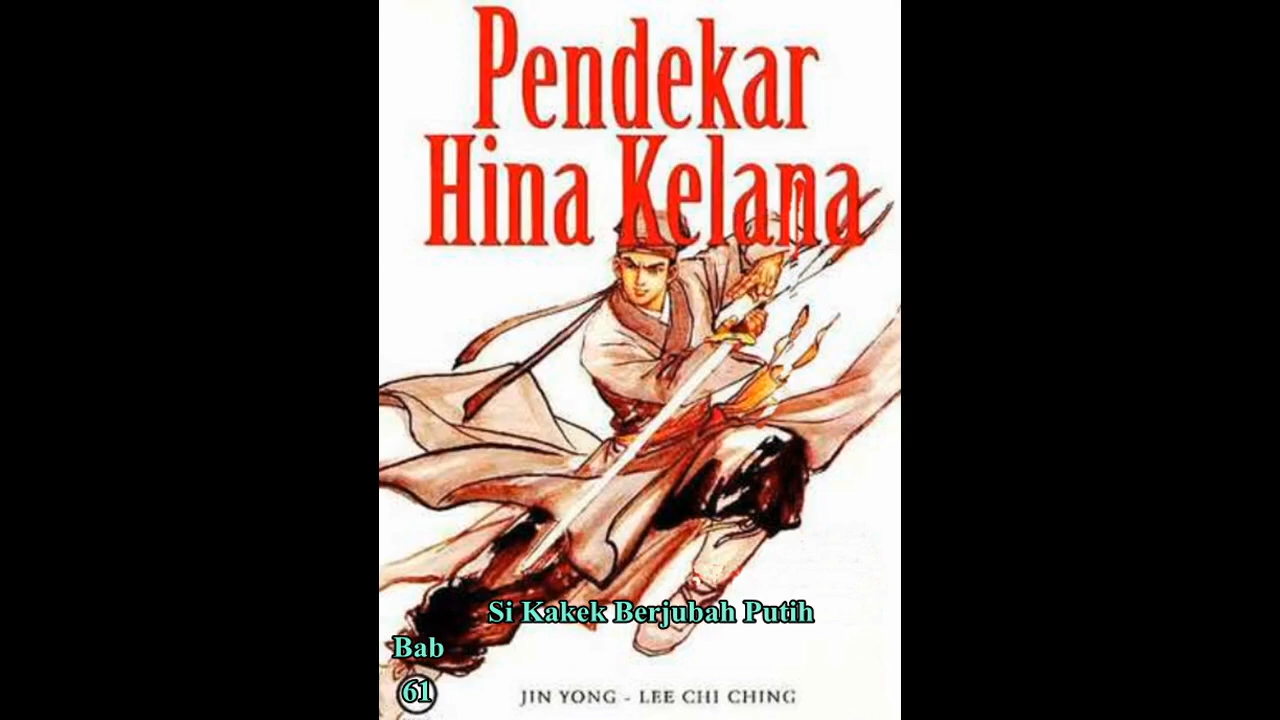 Pendekar
Hina Kelana
Si Kakek Berjubah Putih
Bab
61
JIN YONG - LEE CHI CHING